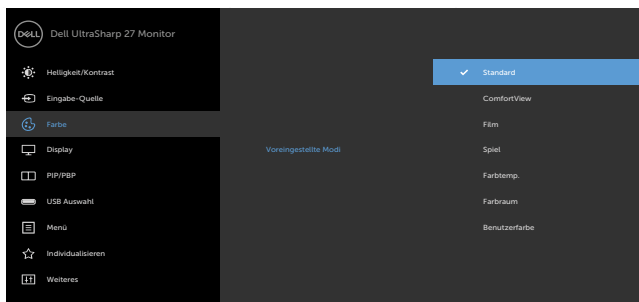 DELL
Dell UltraSharp 27 Monitor
Helligkeit/Kontrast
Eingabe-Quelle
Farbe
Display
PIP/PBP
USB Auswahl
Menü
Individualisieren
Weiteres
Voreingestellte Modi
Standard
ComfortView
Film
Spiel
Farbtemp.
Farbraum
Benutzerfarbe